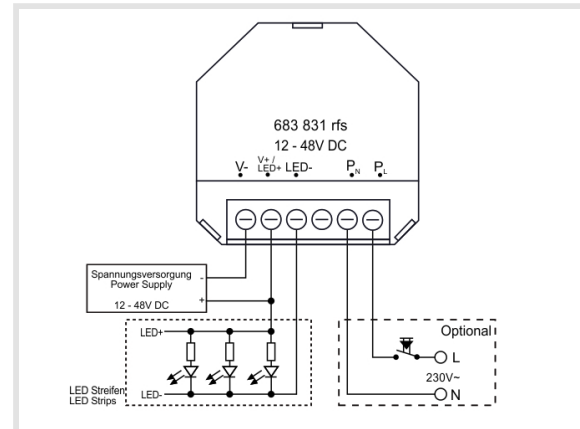 683 831 rfs
12 - 48V DC
V-
V+ /
LED+
LED-
PN
PL
Spannungsversorgung
Power Supply
12 - 48V DC
-
+
LED+
LED-
LED Streifen
LED Strips
Optional
L
230V~
N